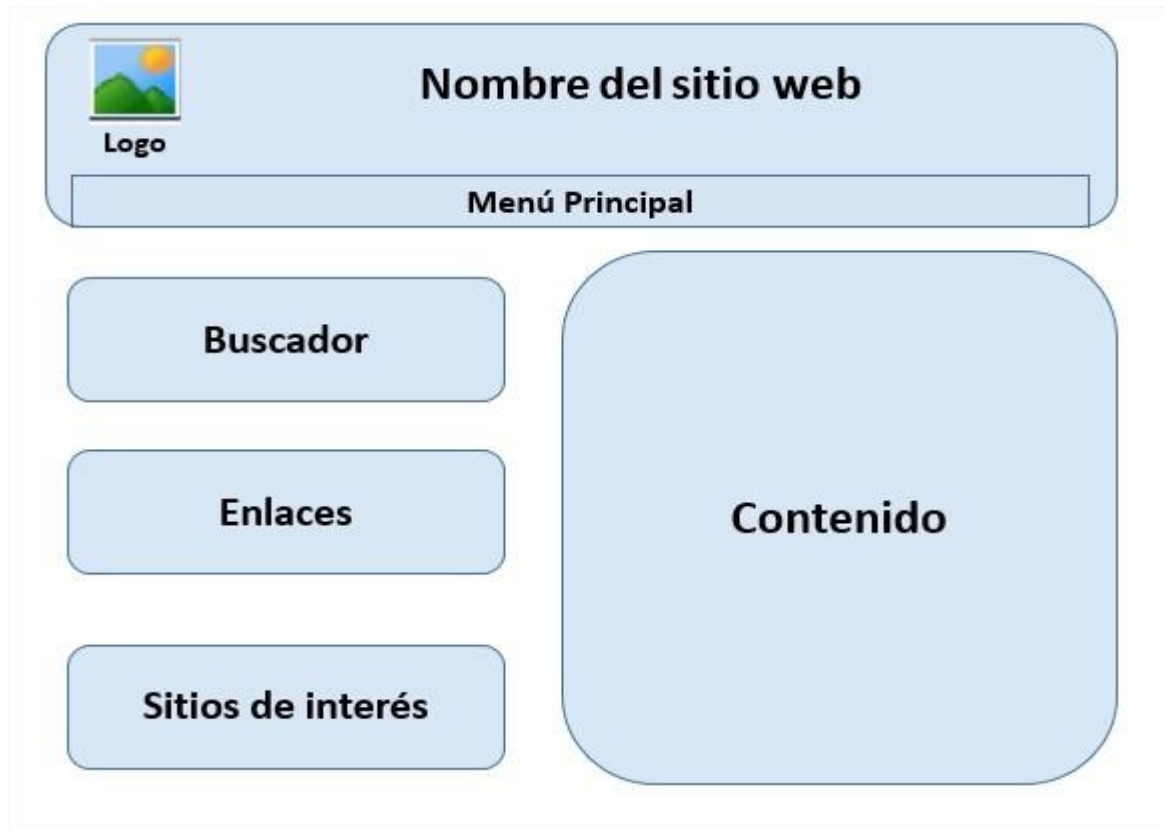 Nombre del sitio web
Logo
Menú Principal
Buscador
Enlaces
Sitios de interés
Contenido